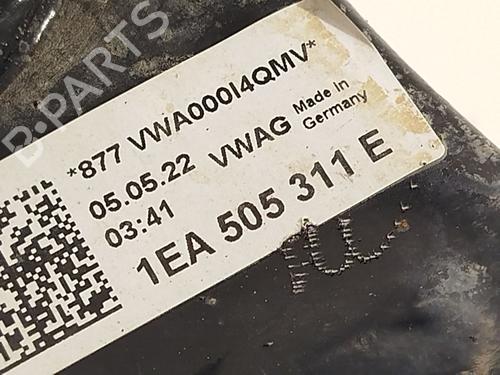 B-PARTS
*877 VWA000I4QMV*
05.05.22 VWAG Made in
03:41 Germany
1EA 505 311 E